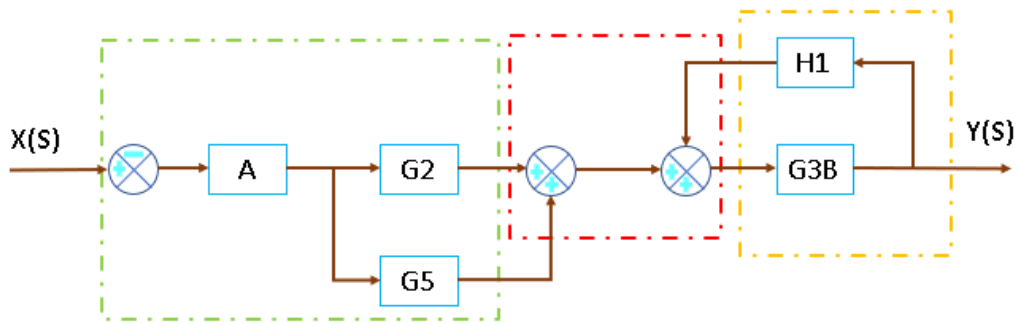 H1
X(S)
Y(S)
+ −
A
G2
+ +
+ +
G3B
G5